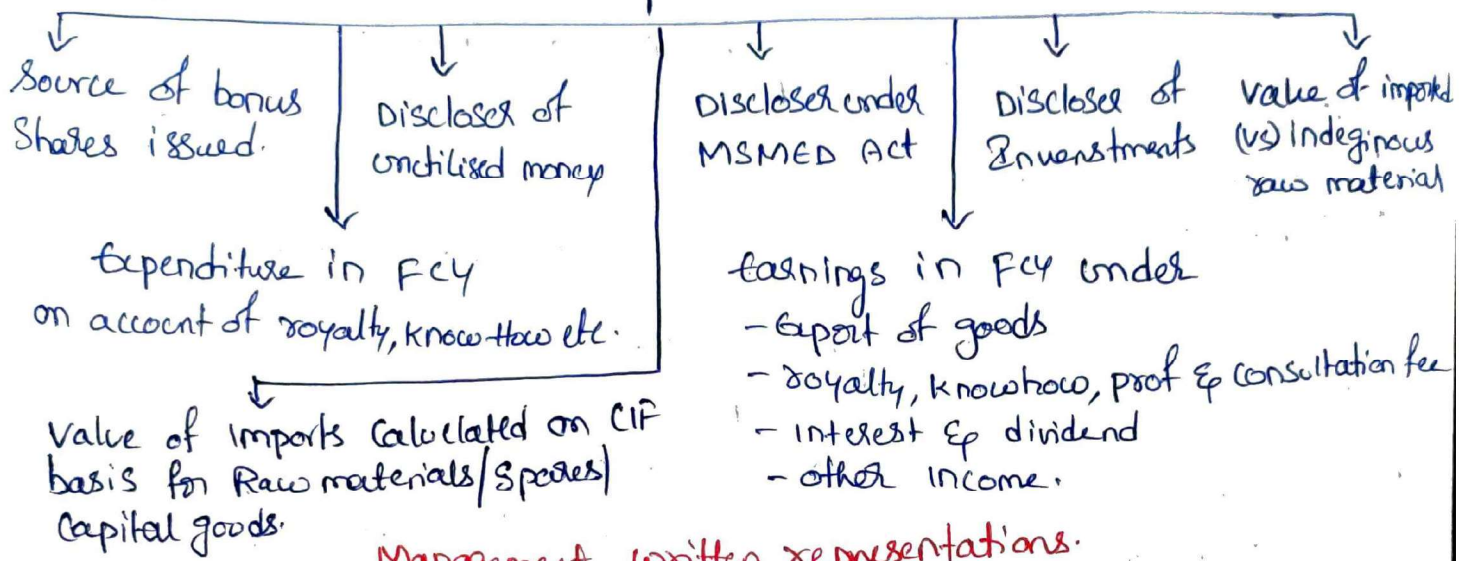 Source of bonus
Shares issued.
Discloser of
unctilised money
Discloser under
MSMED Act
Discloser of
Invenstments
value of imported
(vs) Indeginous
raw material
Expenditure in FCY
on account of royalty, know-How etc.
Earnings in FCY under
- Export of goods
- royalty, knowhow, prof & consultation fee
- interest & dividend
- other income.
value of imports Caluclated on CIF
basis for Raw materials/Spares/
Capital goods.
Management written representations.